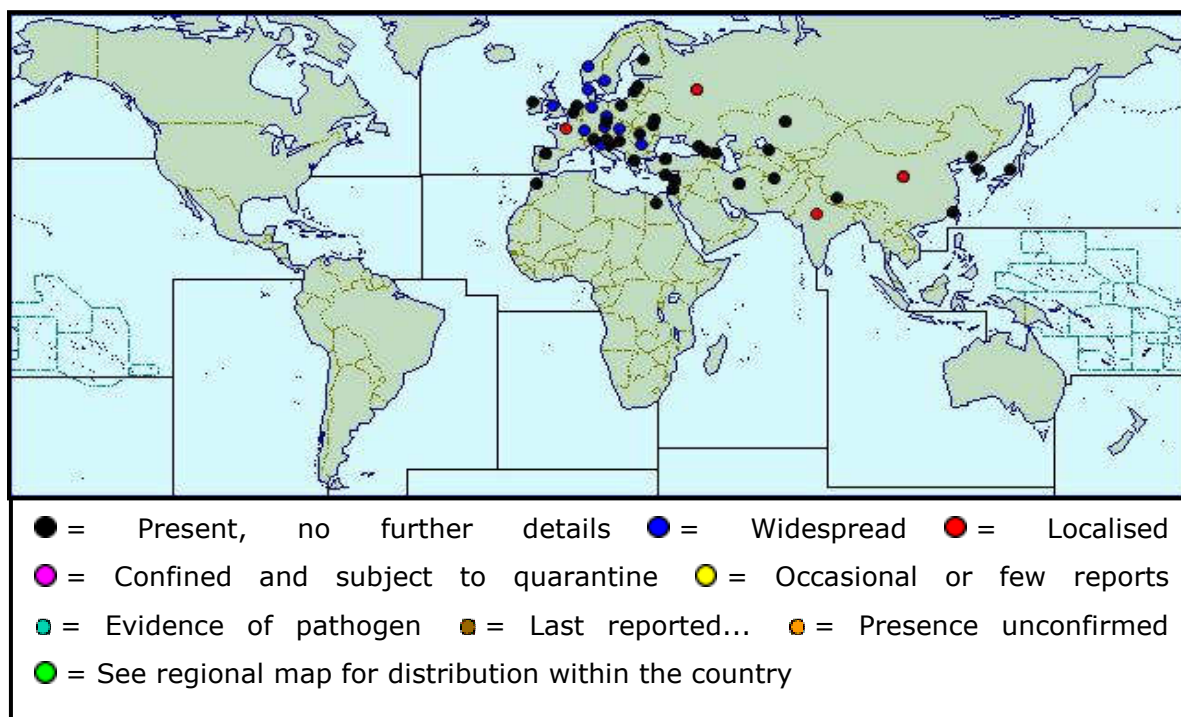 = Present, no further details = Widespread = Localised
= Confined and subject to quarantine = Occasional or few reports
= Evidence of pathogen = Last reported... = Presence unconfirmed
= See regional map for distribution within the country